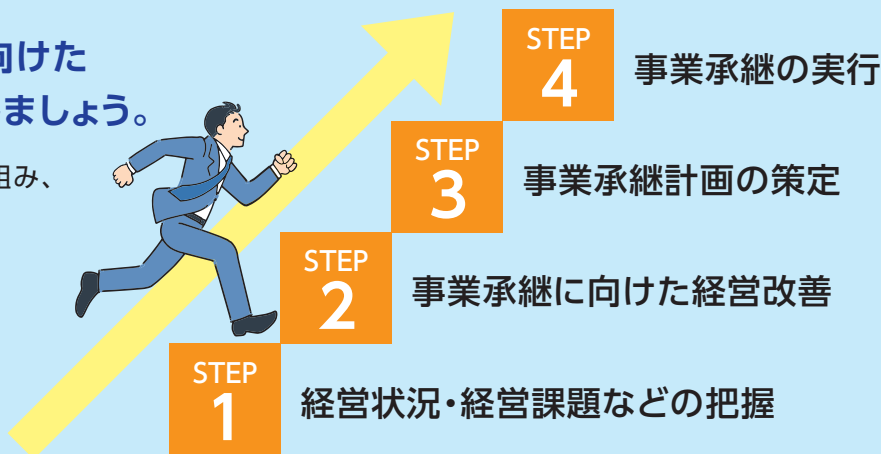 向けた
ましょう。
組み、
STEP
4
事業承継の実行
STEP
3
事業承継計画の策定
STEP
2
事業承継に向けた経営改善
STEP
1
経営状況・経営課題などの把握